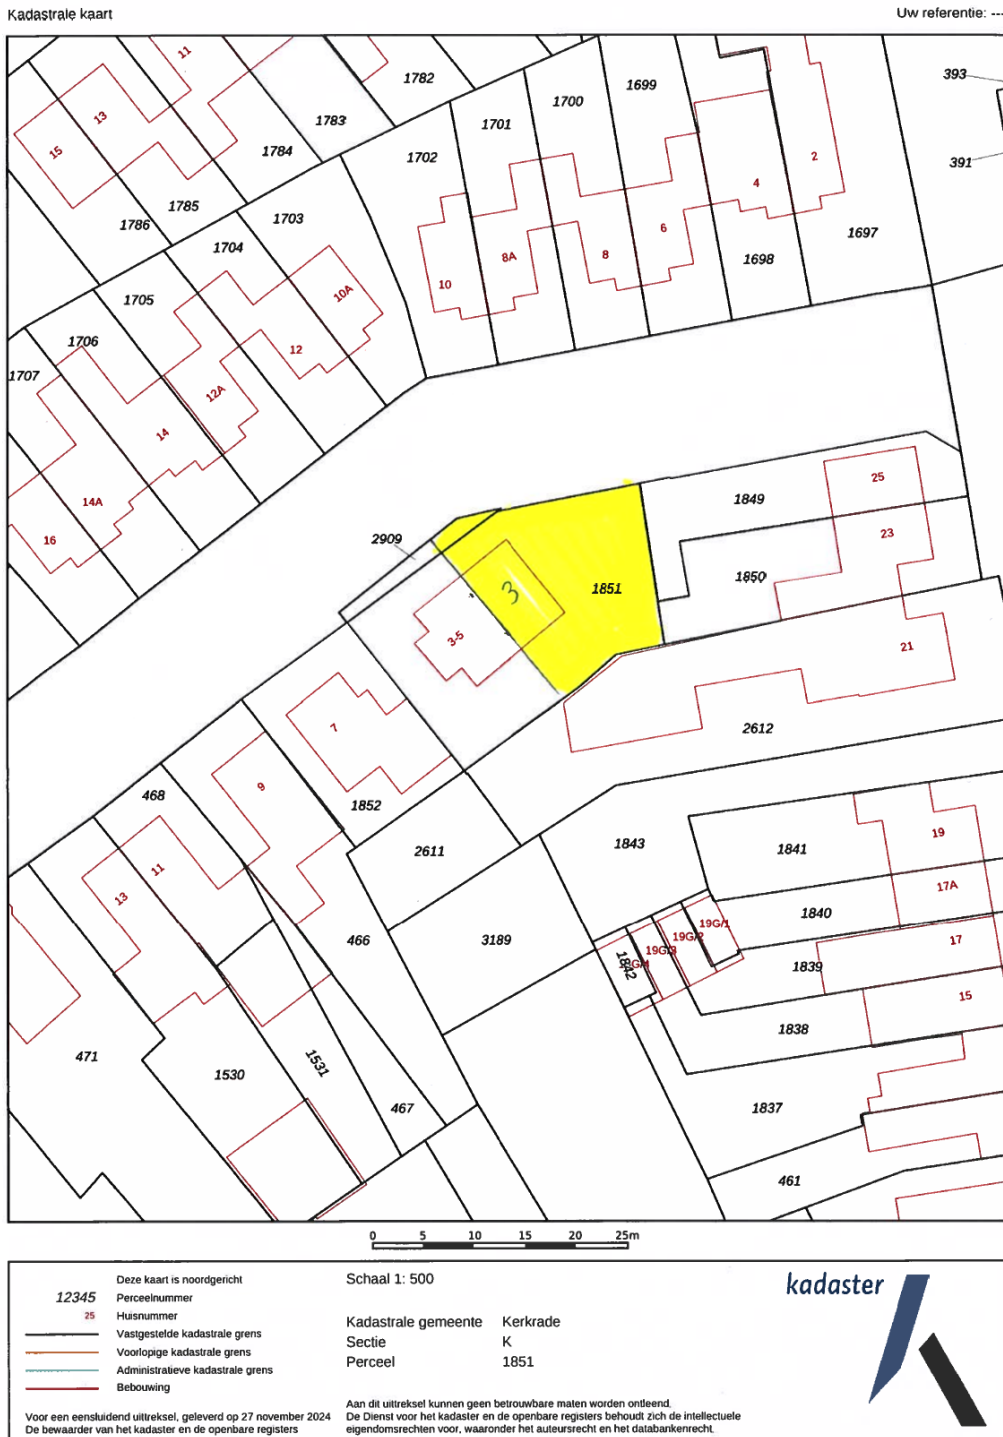 Kadastrale kaart
Uw referentie: ---
11
1782
393
13
1783
1699
1700
1701
15
1784
1702
2
391
4
1785
1703
1786
1704
6
1697
8A
8
1698
10
10A
1705
1706
12
1707
12A
14
14A
16
25
1849
2909
23
1850
3
1851
3-5
21
7
2612
468
9
1852
1843
1841
19
2611
11
13
17A
1840
19G/1
19G/2
466
3189
17
19G/3
G/4
1842
1839
15
1838
471
1530
1531
467
1837
461
0 5 10 15 20 25m
Deze kaart is noordgericht
12345 Perceelnummer
25 Huisnummer
Vastgestelde kadastrale grens
Voorlopige kadastrale grens
Administratieve kadastrale grens
Bebouwing
Voor een eensluidend uittreksel, geleverd op 27 november 2024
De bewaarder van het kadaster en de openbare registers
Schaal 1: 500
Kadastrale gemeente Kerkrade
Sectie K
Perceel 1851
Aan dit uittreksel kunnen geen betrouwbare maten worden ontleend.
De Dienst voor het kadaster en de openbare registers behoudt zich de intellectuele
eigendomsrechten voor, waaronder het auteursrecht en het databankenrecht.
kadaster